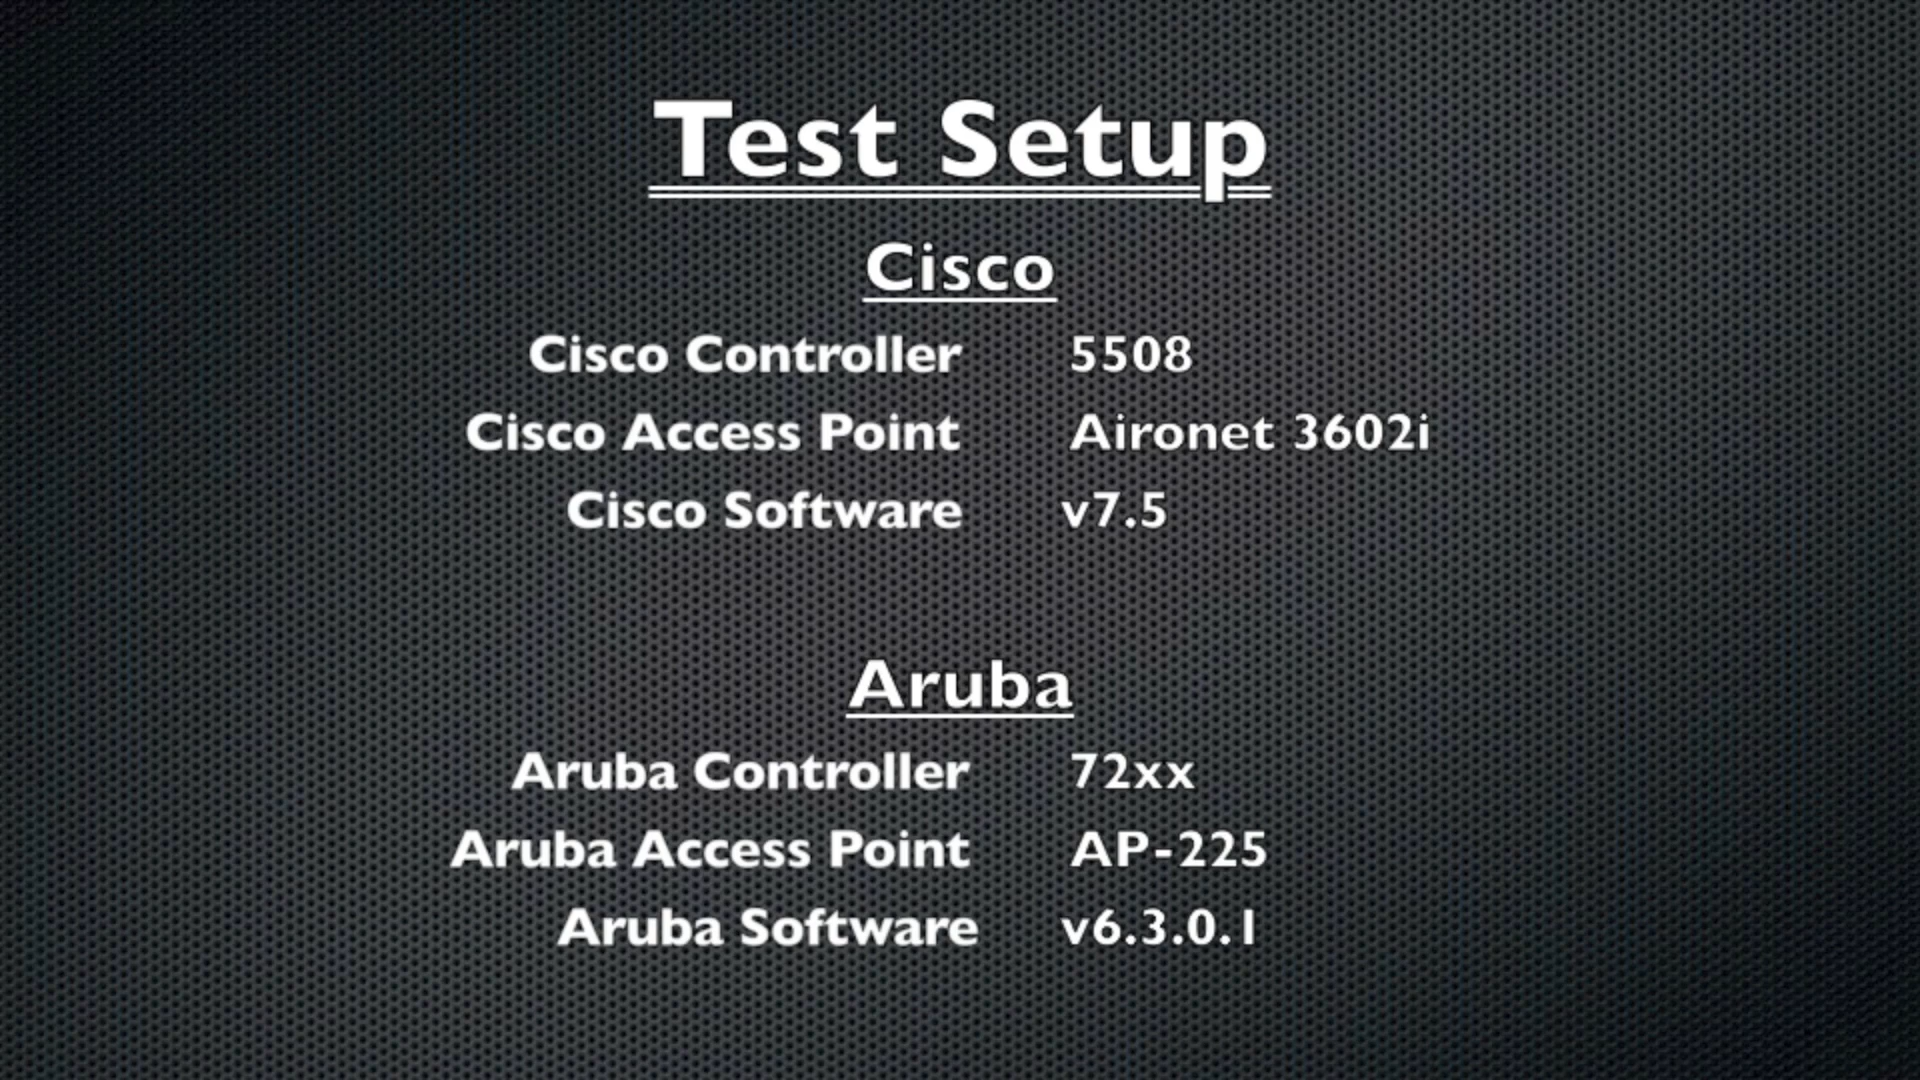 Test Setup
Cisco
Cisco Controller 5508
Cisco Access Point Aironet 3602i
Cisco Software v7.5
Aruba
Aruba Controller 72xx
Aruba Access Point AP-225
Aruba Software v6.3.0.1